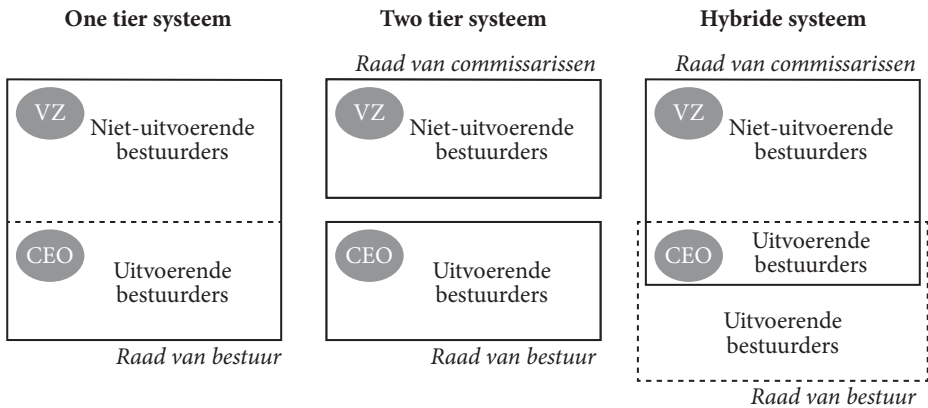 One tier systeem
VZ
Niet-uitvoerende
bestuurders
CEO
Uitvoerende
bestuurders
Raad van bestuur
Two tier systeem
Raad van commissarissen
VZ
Niet-uitvoerende
bestuurders
CEO
Uitvoerende
bestuurders
Raad van bestuur
Hybride systeem
Raad van commissarissen
VZ
Niet-uitvoerende
bestuurders
CEO
Uitvoerende
bestuurders
Uitvoerende
bestuurders
Raad van bestuur